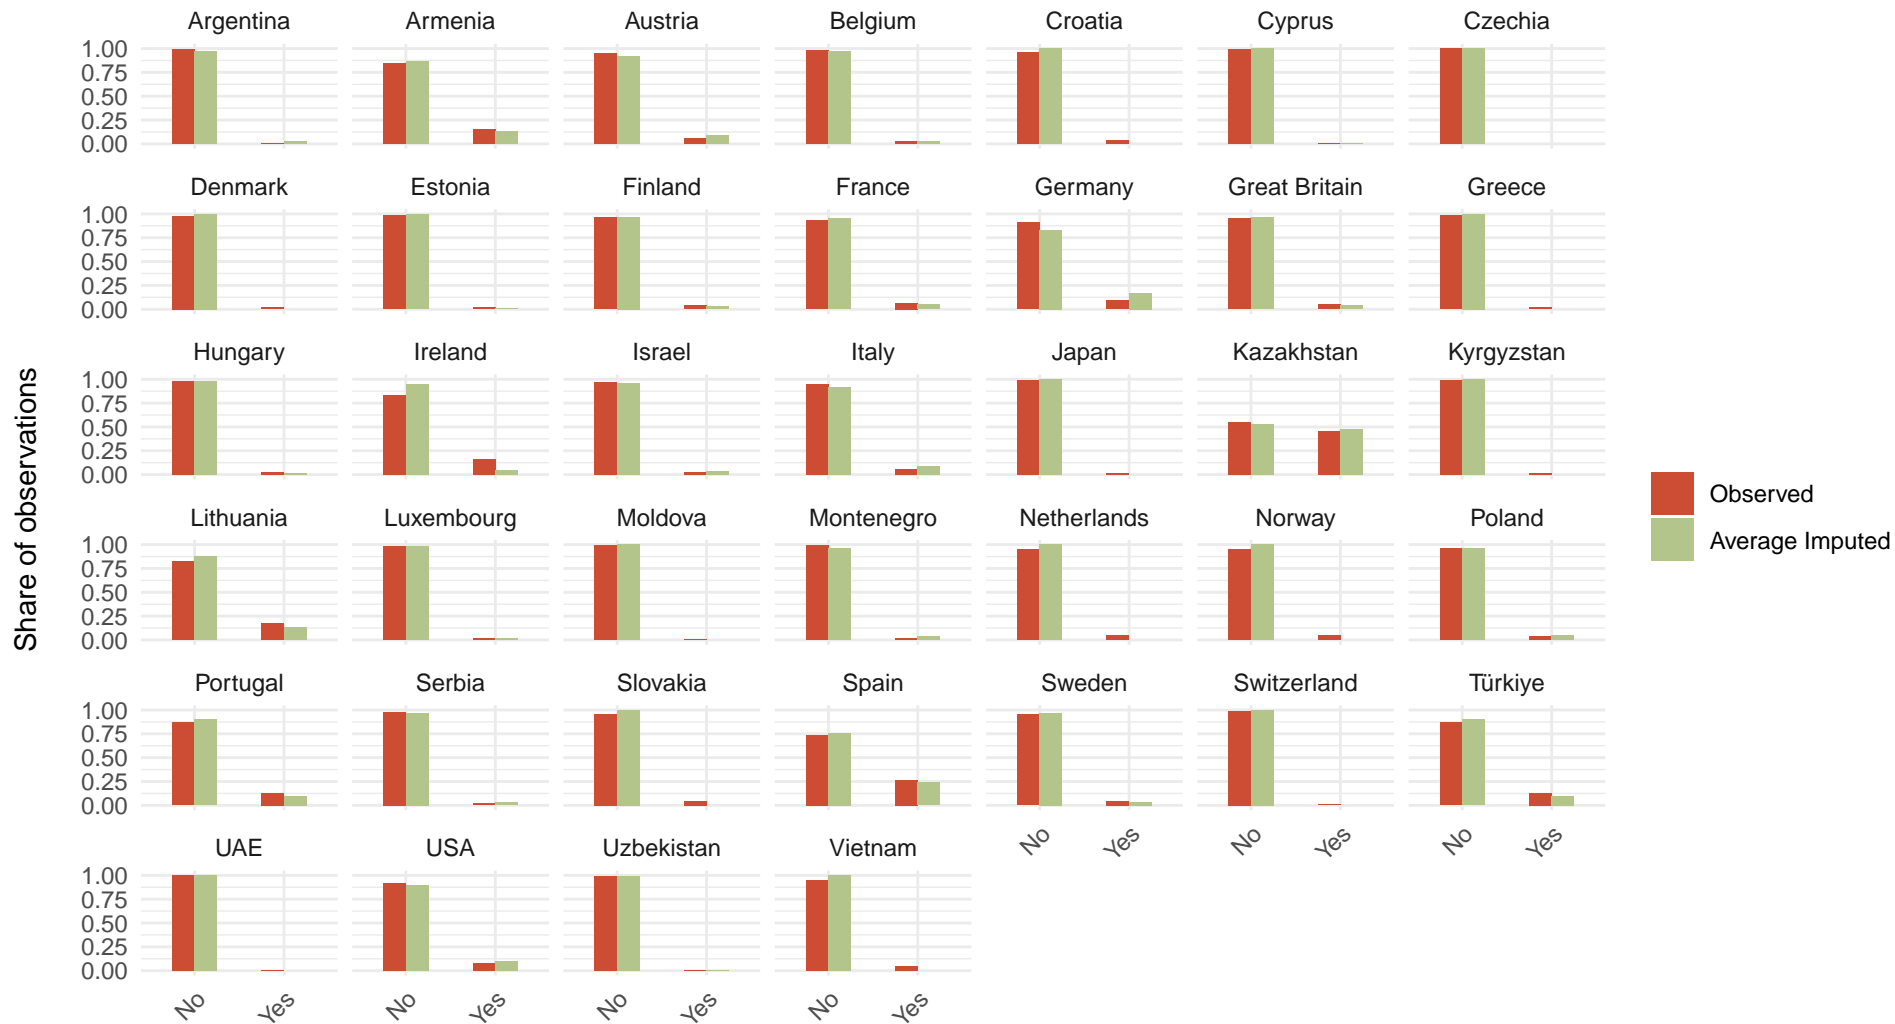 Argentina Armenia Austria Belgium Croatia Cyprus Czechia
1.00
0.75
0.50
0.25
0.00
Denmark Estonia Finland France Germany Great Britain Greece
1.00
0.75
0.50
0.25
0.00
Hungary Ireland Israel Italy Japan Kazakhstan Kyrgyzstan
1.00
0.75
0.50
0.25
0.00
Lithuania Luxembourg Moldova Montenegro Netherlands Norway Poland
1.00
0.75
0.50
0.25
0.00
Portugal Serbia Slovakia Spain Sweden Switzerland Türkiye
1.00
0.75
0.50
0.25
0.00
No Yes No Yes No Yes
UAE USA Uzbekistan Vietnam
1.00
0.75
0.50
0.25
0.00
No Yes No Yes No Yes No Yes
Share of observations
Observed
Average Imputed